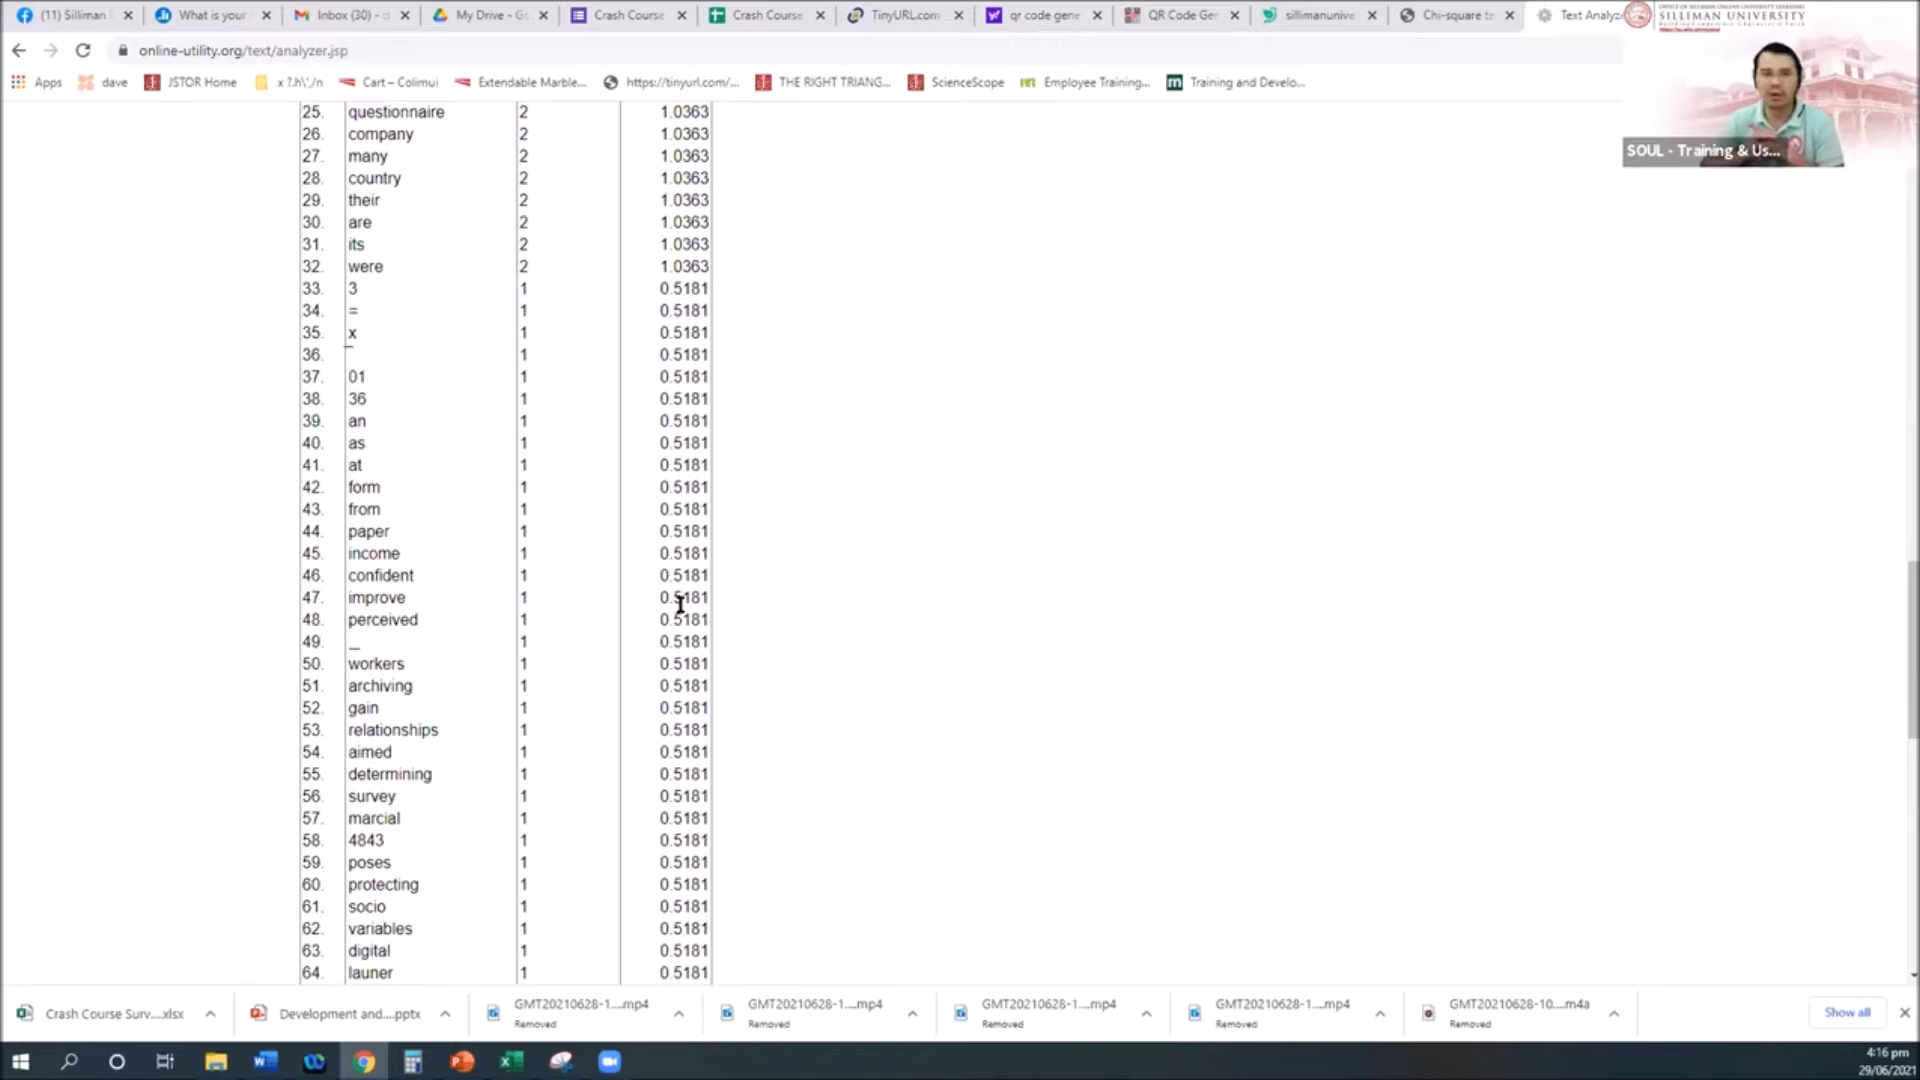 (11) Silliman
What is your
Inbox (30) - d
My Drive - Go
Crash Course
Crash Course
TinyURL.com
qr code gene
QR Code Ger
sillimanunive
Chi-square te
Text Analyz
SILLIMAN UNIVERSITY
online-utility.org/text/analyzer.jsp
Apps
dave
JSTOR Home
x ?.h\',/n
Cart – Colimui
Extendable Marble...
https://tinyurl.com/...
THE RIGHT TRIANG...
ScienceScope
Employee Training...
Training and Develo...
SOUL - Training & Us...
25. questionnaire 2 1.0363
26. company 2 1.0363
27. many 2 1.0363
28. country 2 1.0363
29. their 2 1.0363
30. are 2 1.0363
31. its 2 1.0363
32. were 2 1.0363
33. 3 1 0.5181
34. = 1 0.5181
35. x 1 0.5181
36. ‾ 1 0.5181
37. 01 1 0.5181
38. 36 1 0.5181
39. an 1 0.5181
40. as 1 0.5181
41. at 1 0.5181
42. form 1 0.5181
43. from 1 0.5181
44. paper 1 0.5181
45. income 1 0.5181
46. confident 1 0.5181
47. improve 1 0.5181
48. perceived 1 0.5181
49. _ 1 0.5181
50. workers 1 0.5181
51. archiving 1 0.5181
52. gain 1 0.5181
53. relationships 1 0.5181
54. aimed 1 0.5181
55. determining 1 0.5181
56. survey 1 0.5181
57. marcial 1 0.5181
58. 4843 1 0.5181
59. poses 1 0.5181
60. protecting 1 0.5181
61. socio 1 0.5181
62. variables 1 0.5181
63. digital 1 0.5181
64. launer 1 0.5181
Crash Course Surv....xlsx
Development and....pptx
GMT20210628-1....mp4
Removed
GMT20210628-1....mp4
Removed
GMT20210628-1....mp4
Removed
GMT20210628-1....mp4
Removed
GMT20210628-10....m4a
Removed
Show all
4:16 pm
29/06/2021